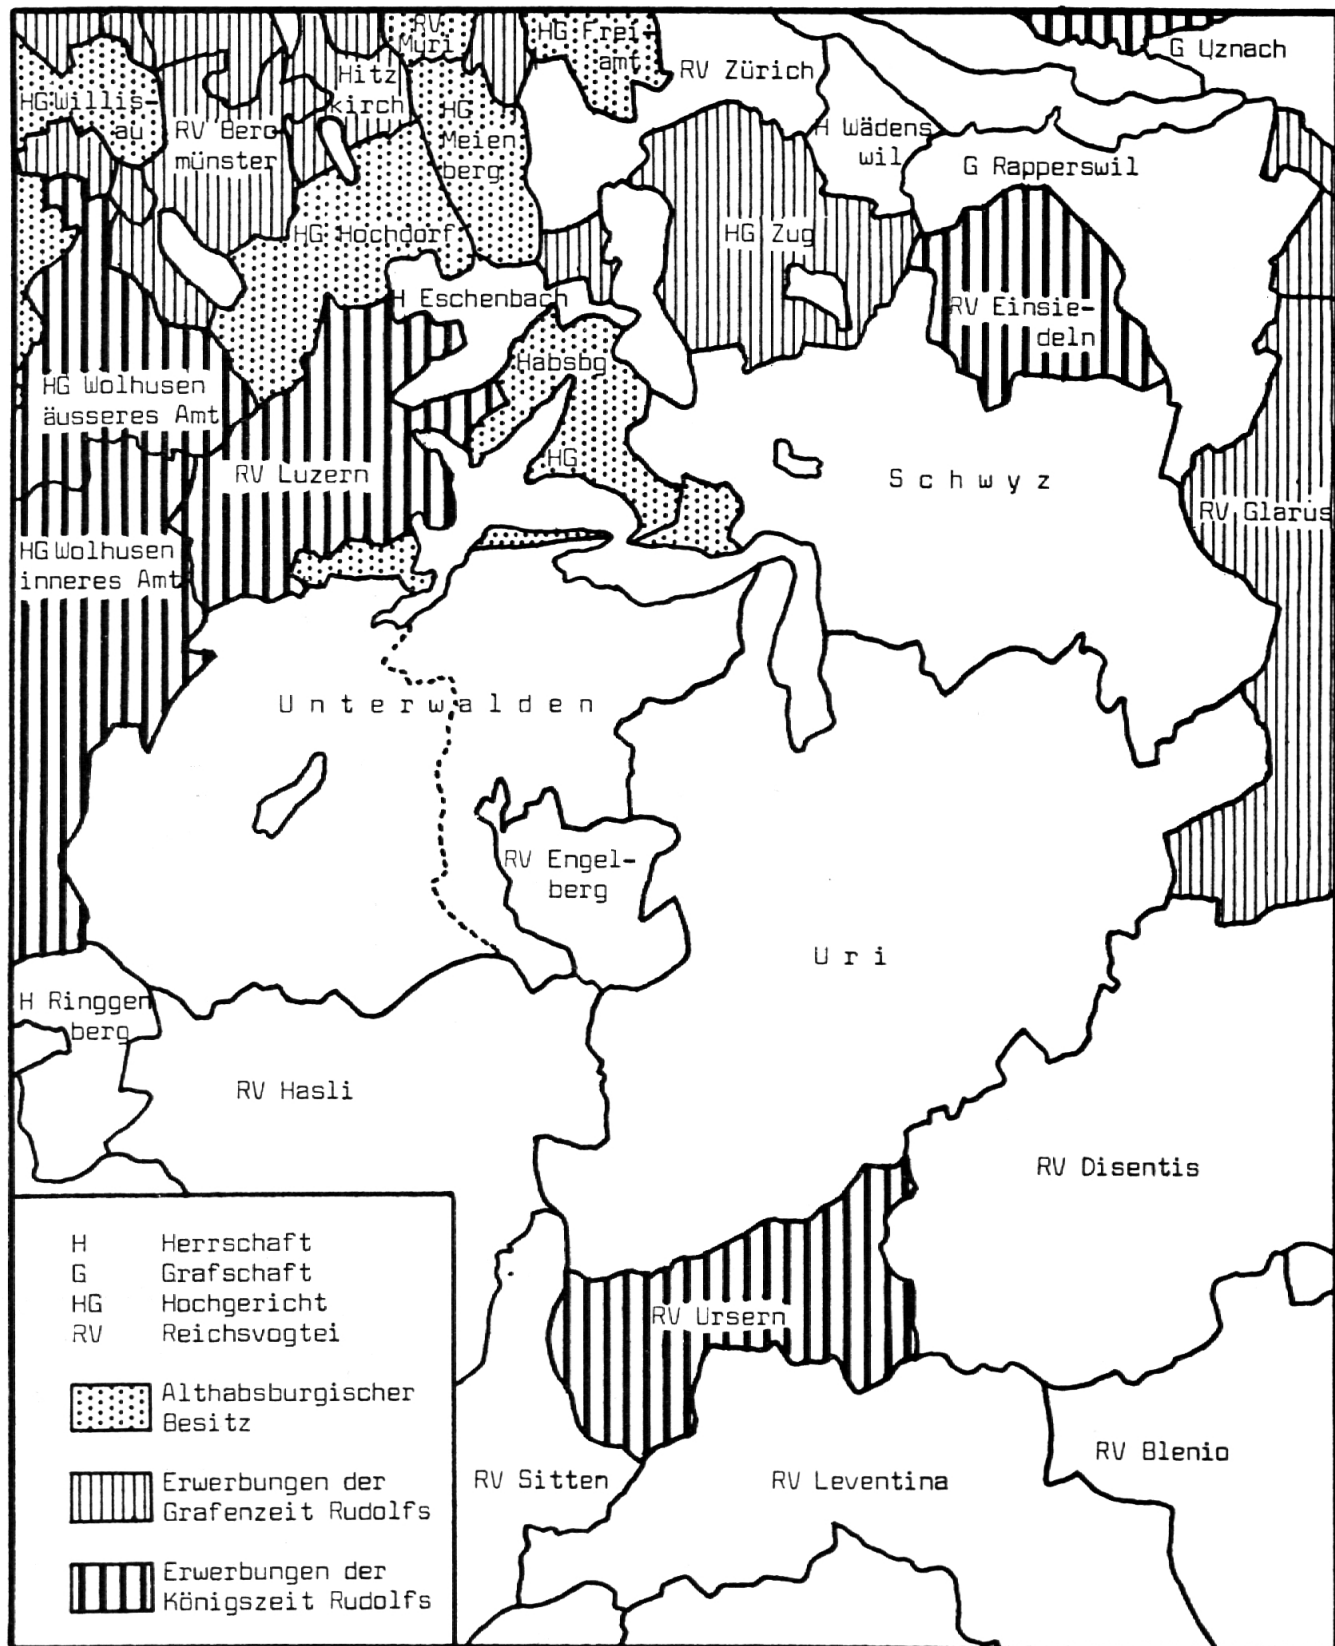 RV
Myri
HG Frei-
amt
RV Zürich
G Uznach
HG Willis-
au
RV Bero
münster
Hitz
kirch
HG
Meien
berg
H Wädens
wil
G Rapperswil
HG Hochdorf
HG Zug
H Eschenbach
RV Einsie-
deln
Habsbg
HG
HG Wolhusen
äusseres Amt
RV Luzern
Schwyz
RV Glarus
HG Wolhusen
inneres Amt
Unterwalden
RV Engel-
berg
Uri
H Ringgen
berg
RV Hasli
RV Disentis
RV Ursern
RV Sitten
RV Leventina
RV Blenio
H Herrschaft
G Grafschaft
HG Hochgericht
RV Reichsvogtei
Althabsburgischer
Besitz
Erwerbungen der
Grafenzeit Rudolfs
Erwerbungen der
Königszeit Rudolfs